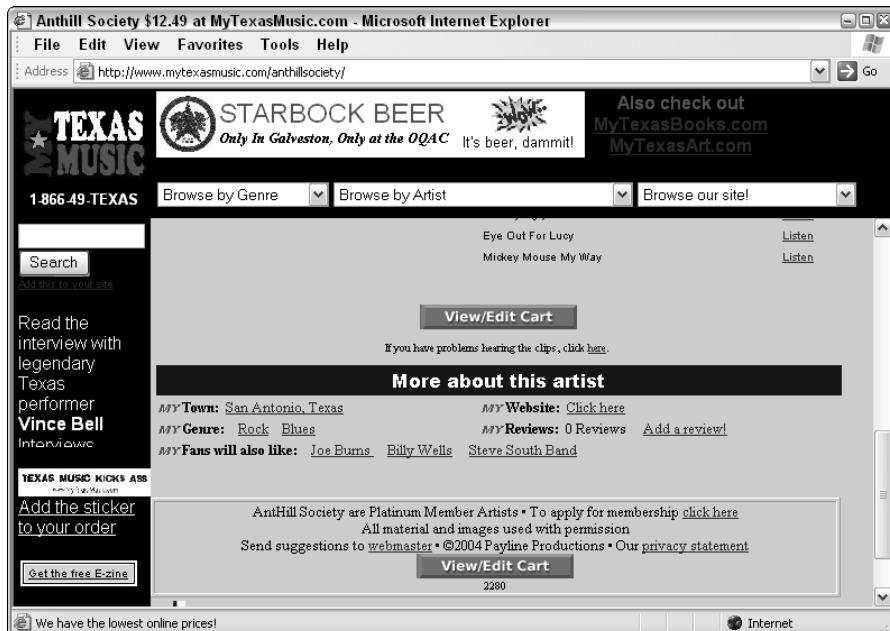 Anthill Society $12.49 at MyTexasMusic.com - Microsoft Internet Explorer
File Edit View Favorites Tools Help
Address http://www.mytexasmusic.com/anthillsociety/ Go
MY TEXAS MUSIC
1-866-49-TEXAS
STARBOCK BEER
Only In Galveston, Only at the OQAC
WOW
It's beer, dammit!
Also check out
MyTexasBooks.com
MyTexasArt.com
Browse by Genre Browse by Artist Browse our site!
Search
Add this to your site
Read the
interview with
legendary
Texas
performer
Vince Bell
Interviews
TEXAS MUSIC KICKS ASS
Add the sticker
to your order
Get the free E-zine
Eye Out For Lucy Listen
Mickey Mouse My Way Listen
View/Edit Cart
If you have problems hearing the clips, click here.
More about this artist
MY Town: San Antonio, Texas MY Website: Click here
MY Genre: Rock Blues MY Reviews: 0 Reviews Add a review!
MY Fans will also like: Joe Burns Billy Wells Steve South Band
AntHill Society are Platinum Member Artists • To apply for membership click here
All material and images used with permission
Send suggestions to webmaster • ©2004 Payline Productions • Our privacy statement
View/Edit Cart
2280
We have the lowest online prices! Internet